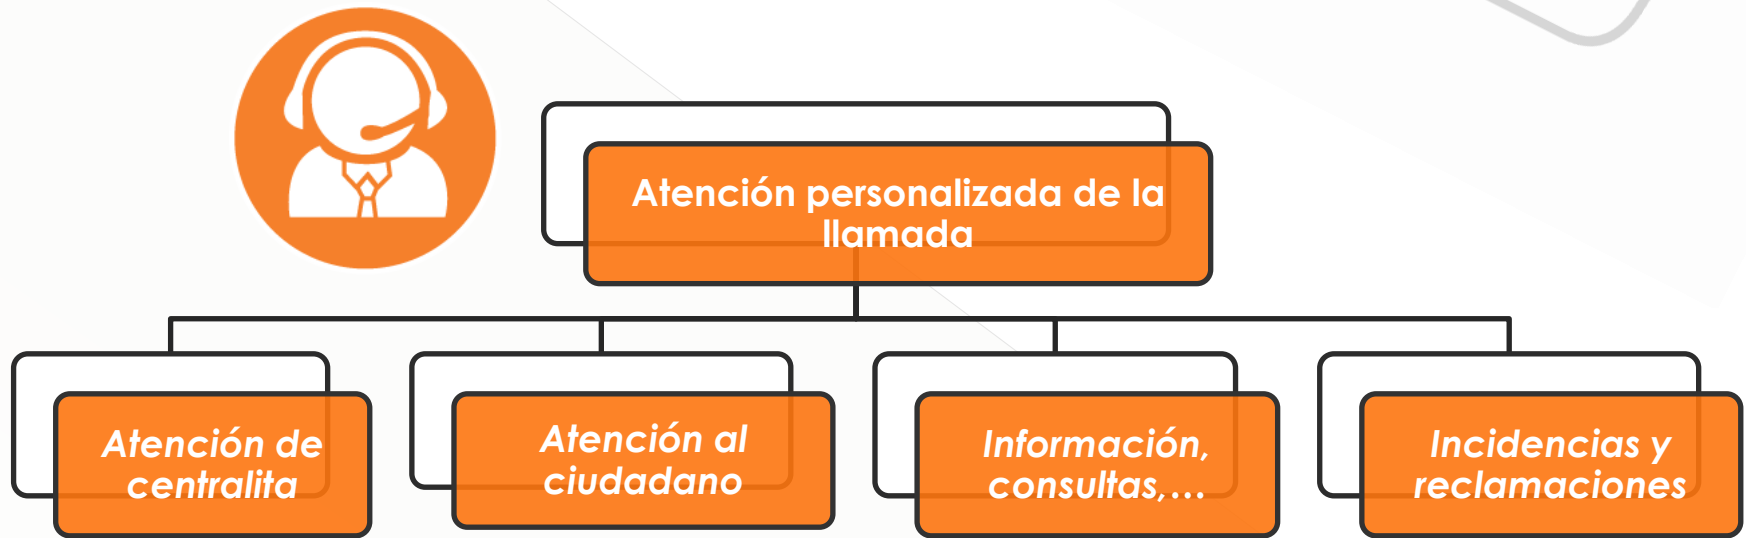 Atención personalizada de la
llamada
Atención de
centralita
Atención al
ciudadano
Información,
consultas,…
Incidencias y
reclamaciones